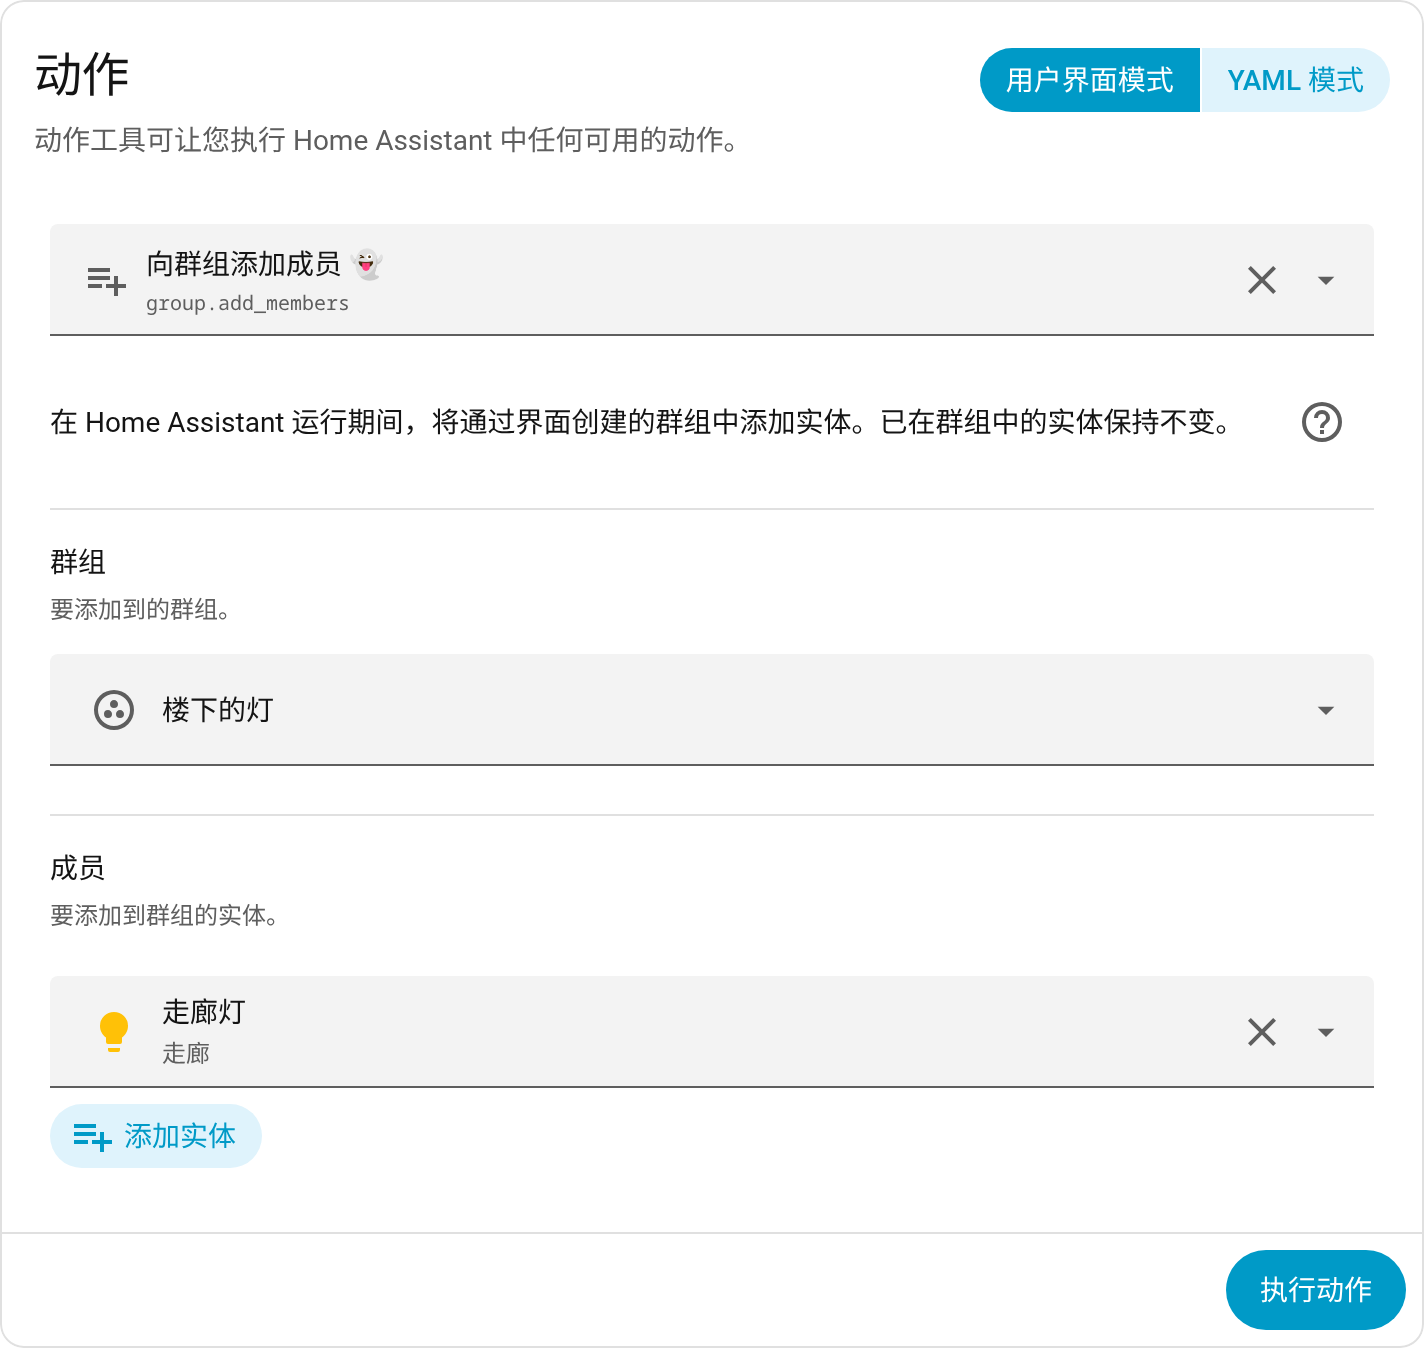 动作
用户界面模式
YAML 模式
动作工具可让您执行 Home Assistant 中任何可用的动作。
向群组添加成员 👻
group.add_members
在 Home Assistant 运行期间，将通过界面创建的群组中添加实体。已在群组中的实体保持不变。
群组
要添加到的群组。
楼下的灯
成员
要添加到群组的实体。
走廊灯
走廊
添加实体
执行动作